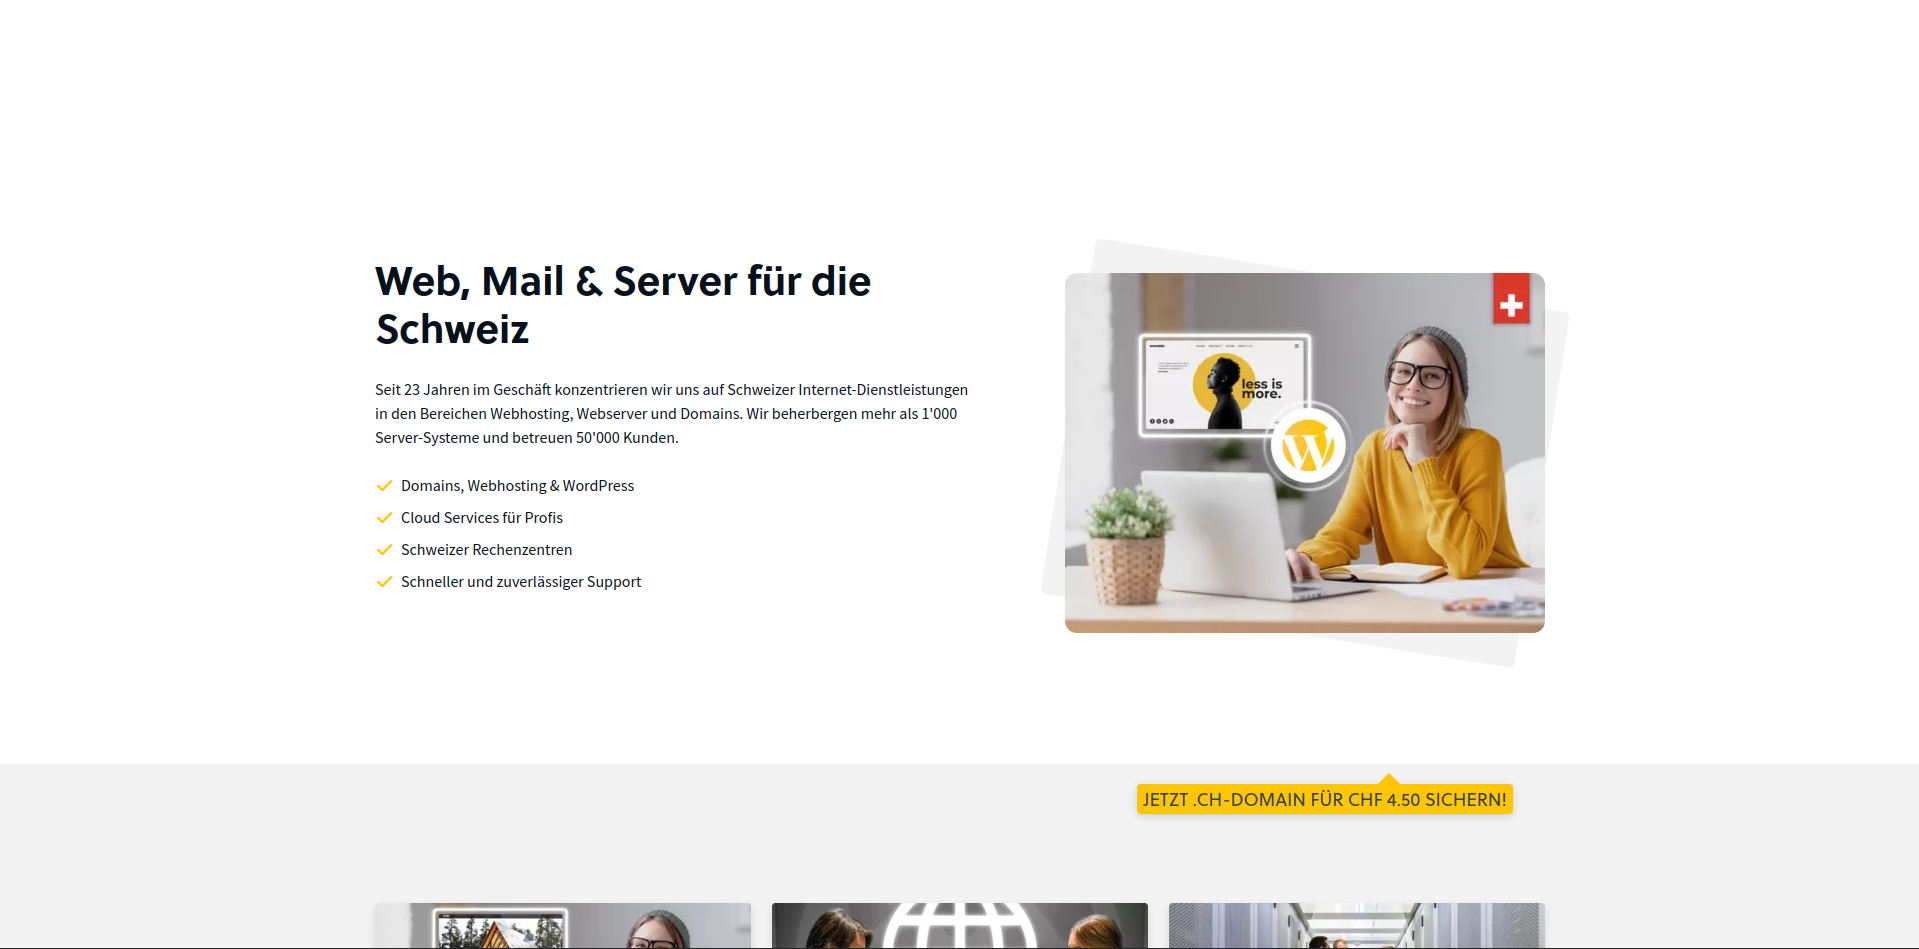 Web, Mail & Server für die
Schweiz
Seit 23 Jahren im Geschäft konzentrieren wir uns auf Schweizer Internet-Dienstleistungen
in den Bereichen Webhosting, Webserver und Domains. Wir beherbergen mehr als 1'000
Server-Systeme und betreuen 50'000 Kunden.
Domains, Webhosting & WordPress
Cloud Services für Profis
Schweizer Rechenzentren
Schneller und zuverlässiger Support
less is
more.
JETZT .CH-DOMAIN FÜR CHF 4.50 SICHERN!